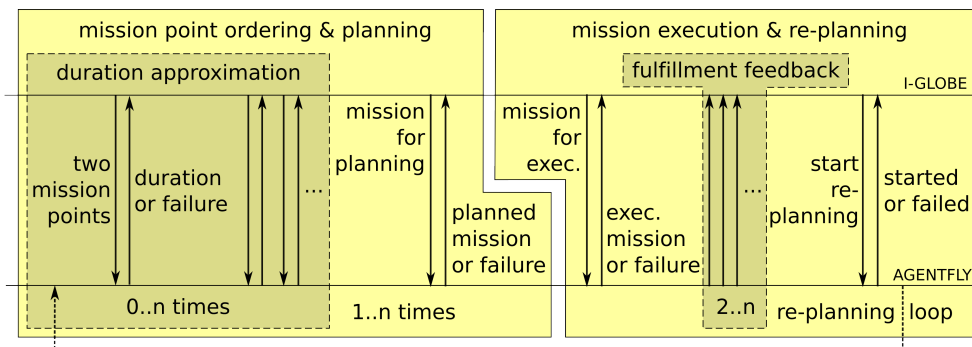 mission point ordering & planning
mission execution & re-planning
duration approximation
fulfillment feedback
I-GLOBE
two
mission
points
duration
or failure
...
mission
for
planning
planned
mission
or failure
mission
for
exec.
exec.
mission
or failure
...
start
re-
planning
started
or failed
AGENTFLY
0..n times
1..n times
2..n
re-planning loop